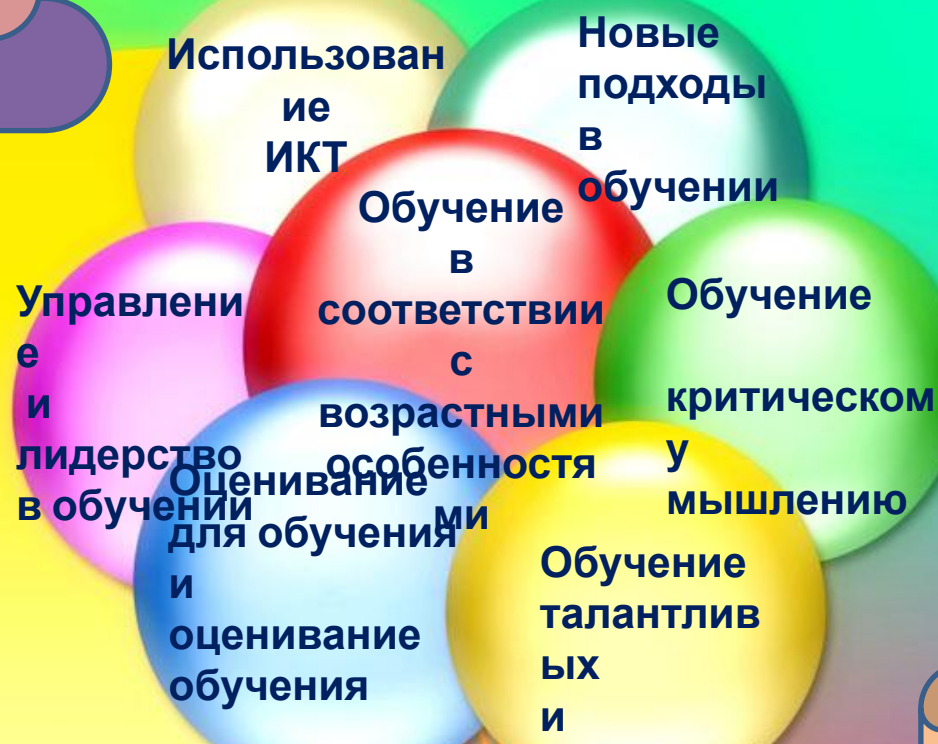 Использован
ие
ИКТ
Новые
подходы
в
обучении
Обучение
в
соответствии
с
возрастными
особенностя
ми
Управлени
е
и
лидерство
в обучении
Обучение
критическом
у
мышлению
Оценивание
для обучения
и
оценивание
обучения
Обучение
талантлив
ых
и